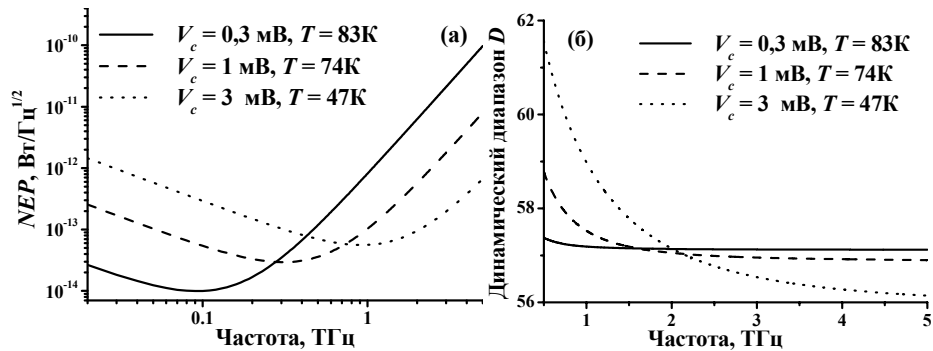 (а)
V_c = 0,3 мВ, T = 83К
V_c = 1 мВ, T = 74К
V_c = 3 мВ, T = 47К
NEP, Вт/Гц^1/2
10^-10
10^-11
10^-12
10^-13
10^-14
0.1
1
Частота, ТГц
(б)
V_c = 0,3 мВ, T = 83К
V_c = 1 мВ, T = 74К
V_c = 3 мВ, T = 47К
Динамический диапазон D
62
60
58
56
1
2
3
4
5
Частота, ТГц